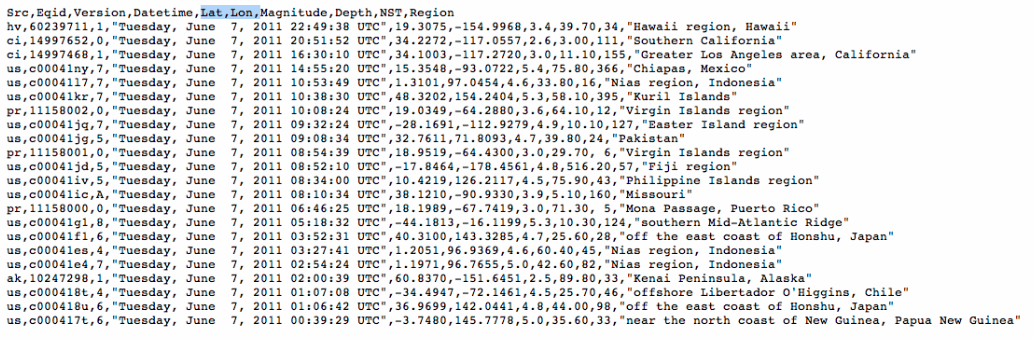 Src,Eqid,Version,Datetime,Lat,Lon,Magnitude,Depth,NST,Region
hv,60239711,1,"Tuesday, June  7, 2011 22:49:38 UTC",19.3075,-154.9968,3.4,39.70,34,"Hawaii region, Hawaii"
ci,14997652,0,"Tuesday, June  7, 2011 20:51:52 UTC",34.2272,-117.0557,2.6,3.00,111,"Southern California"
ci,14997468,1,"Tuesday, June  7, 2011 16:30:10 UTC",34.1003,-117.2720,3.0,11.10,155,"Greater Los Angeles area, California"
us,c00041ny,7,"Tuesday, June  7, 2011 14:55:20 UTC",15.3548,-93.0722,5.4,75.80,366,"Chiapas, Mexico"
us,c00041l7,7,"Tuesday, June  7, 2011 10:53:49 UTC",1.3101,97.0454,4.6,33.80,16,"Nias region, Indonesia"
us,c00041kr,7,"Tuesday, June  7, 2011 10:38:30 UTC",48.3202,154.2404,5.3,58.10,395,"Kuril Islands"
pr,11158002,0,"Tuesday, June  7, 2011 10:08:24 UTC",19.0349,-64.2880,3.6,64.10,12,"Virgin Islands region"
us,c00041jq,7,"Tuesday, June  7, 2011 09:32:24 UTC",-28.1691,-112.9279,4.9,10.10,127,"Easter Island region"
us,c00041jg,5,"Tuesday, June  7, 2011 09:08:34 UTC",32.7611,71.8093,4.7,39.80,24,"Pakistan"
pr,11158001,0,"Tuesday, June  7, 2011 08:54:39 UTC",18.9519,-64.4300,3.0,29.70, 6,"Virgin Islands region"
us,c00041jd,5,"Tuesday, June  7, 2011 08:52:10 UTC",-17.8464,-178.4561,4.8,516.20,57,"Fiji region"
us,c00041iv,5,"Tuesday, June  7, 2011 08:34:00 UTC",10.4219,126.2117,4.5,75.90,43,"Philippine Islands region"
us,c00041ic,A,"Tuesday, June  7, 2011 08:10:34 UTC",38.1210,-90.9330,3.9,5.10,160,"Missouri"
pr,11158000,0,"Tuesday, June  7, 2011 06:46:25 UTC",18.1989,-67.7419,3.0,71.30, 5,"Mona Passage, Puerto Rico"
us,c00041g1,8,"Tuesday, June  7, 2011 05:18:32 UTC",-44.1813,-16.1199,5.3,10.30,124,"southern Mid-Atlantic Ridge"
us,c00041f1,6,"Tuesday, June  7, 2011 03:52:31 UTC",40.3100,143.3285,4.7,25.60,28,"off the east coast of Honshu, Japan"
us,c00041es,4,"Tuesday, June  7, 2011 03:27:41 UTC",1.2051,96.9369,4.6,60.40,45,"Nias region, Indonesia"
us,c00041e4,7,"Tuesday, June  7, 2011 02:54:24 UTC",1.1971,96.7655,5.0,42.60,82,"Nias region, Indonesia"
ak,10247298,1,"Tuesday, June  7, 2011 02:00:39 UTC",60.8370,-151.6451,2.5,89.80,33,"Kenai Peninsula, Alaska"
us,c000418t,4,"Tuesday, June  7, 2011 01:07:08 UTC",-34.4947,-72.1461,4.5,25.70,46,"offshore Libertador O'Higgins, Chile"
us,c000418u,6,"Tuesday, June  7, 2011 01:06:42 UTC",36.9699,142.0441,4.8,44.00,98,"off the east coast of Honshu, Japan"
us,c000417t,6,"Tuesday, June  7, 2011 00:39:29 UTC",-3.7480,145.7778,5.0,35.60,33,"near the north coast of New Guinea, Papua New Guinea"